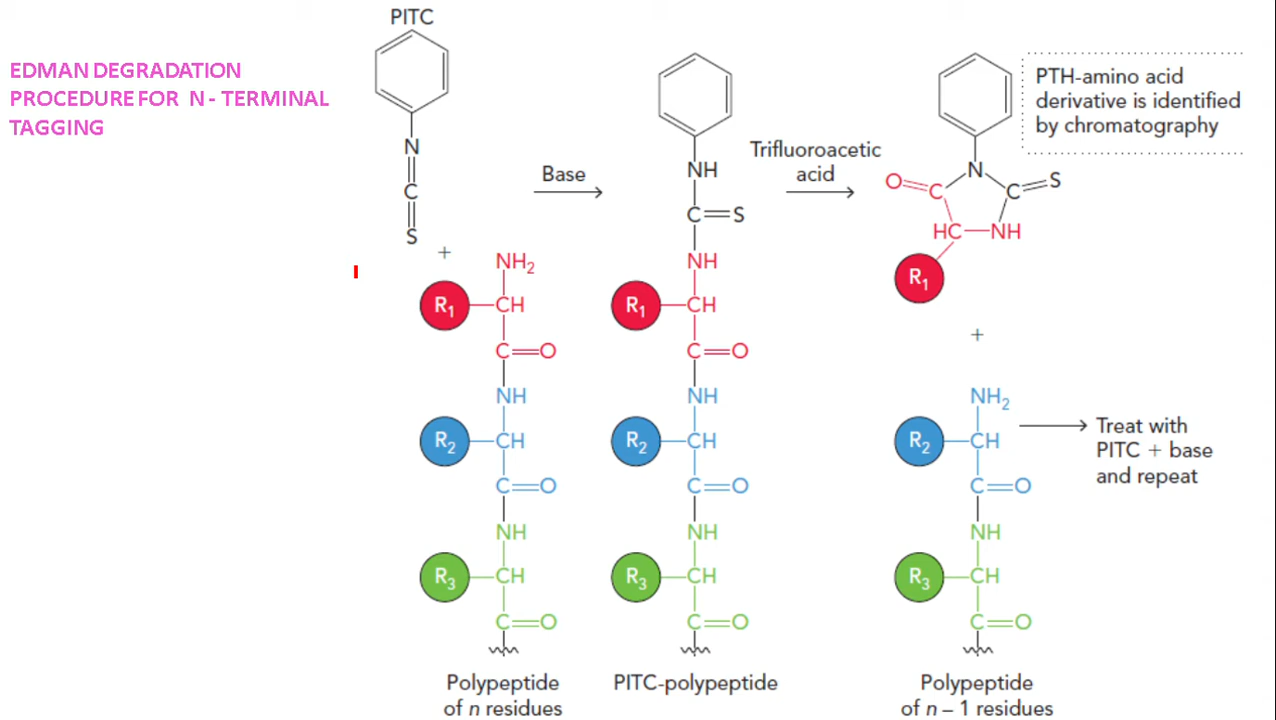 PITC
EDMAN DEGRADATION
PROCEDURE FOR N - TERMINAL
TAGGING
N
C
S
+
NH2
R1 CH
C=O
NH
R2 CH
C=O
NH
R3 CH
C=O
Polypeptide
of n residues
Base
NH
C=S
NH
R1 CH
C=O
NH
R2 CH
C=O
NH
R3 CH
C=O
PITC-polypeptide
Trifluoroacetic
acid
PTH-amino acid
derivative is identified
by chromatography
N
O=C C=S
HC—NH
R1
+
NH2
R2 CH
C=O
NH
R3 CH
C=O
Polypeptide
of n – 1 residues
Treat with
PITC + base
and repeat